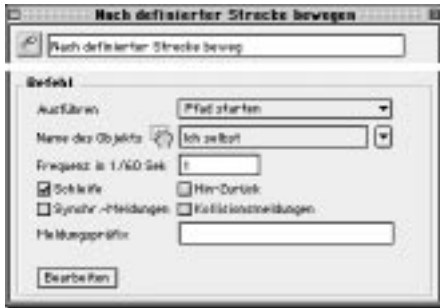 Nach definierter Strecke bewegen
Nach definierter Strecke beweg
Befehl
Ausführen Pfad starten
Name des Objekts Ich selbst
Frequenz in 1/60 Sek 1
Schleife Hin-Zurück
Synchr.-Meldungen Kollisionsmeldungen
Meldungspräfix
Bearbeiten